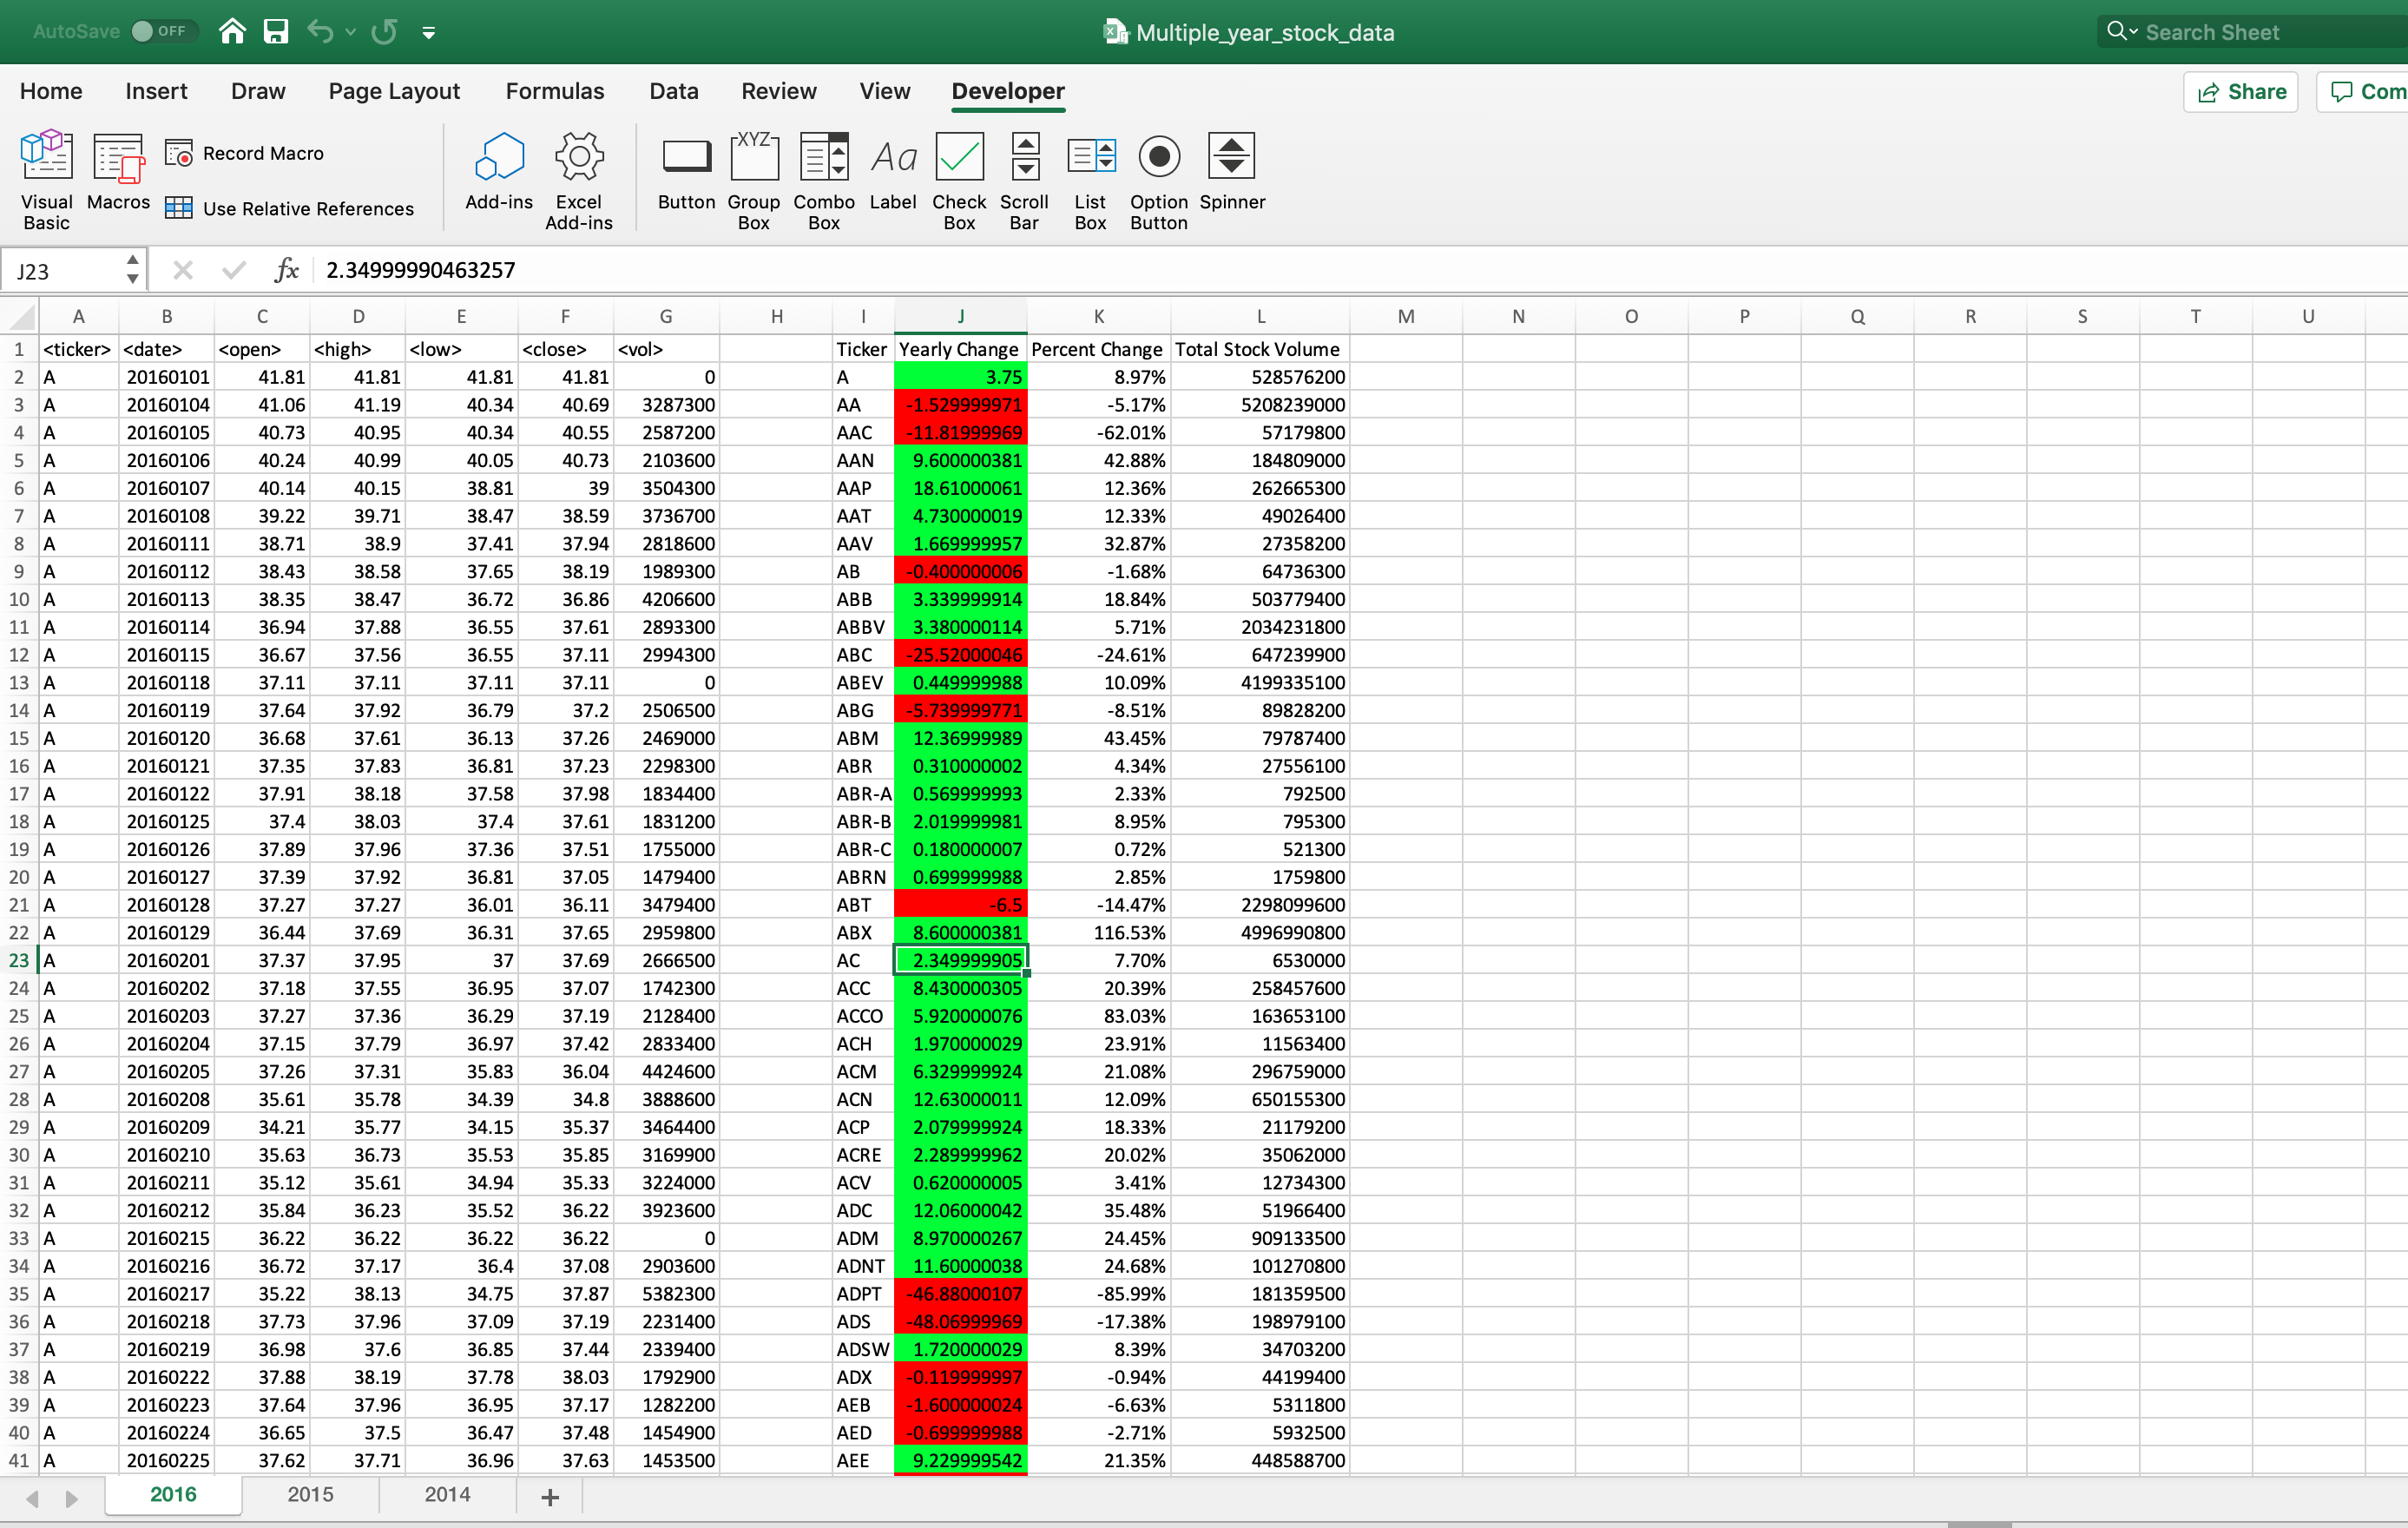 AutoSave OFF Multiple_year_stock_data Search Sheet
Home Insert Draw Page Layout Formulas Data Review View Developer Share Com
Visual Basic Macros Record Macro Use Relative References Add-ins Excel Add-ins Button XYZ Group Box Combo Box Aa Label Check Box Scroll Bar List Box Option Button Spinner
J23 fx 2.34999990463257
A B C D E F G H I J K L M N O P Q R S T U
1 <ticker> <date> <open> <high> <low> <close> <vol> Ticker Yearly Change Percent Change Total Stock Volume
2 A 20160101 41.81 41.81 41.81 41.81 0 A 3.75 8.97% 528576200
3 A 20160104 41.06 41.19 40.34 40.69 3287300 AA -1.529999971 -5.17% 5208239000
4 A 20160105 40.73 40.95 40.34 40.55 2587200 AAC -11.81999969 -62.01% 57179800
5 A 20160106 40.24 40.99 40.05 40.73 2103600 AAN 9.600000381 42.88% 184809000
6 A 20160107 40.14 40.15 38.81 39 3504300 AAP 18.61000061 12.36% 262665300
7 A 20160108 39.22 39.71 38.47 38.59 3736700 AAT 4.730000019 12.33% 49026400
8 A 20160111 38.71 38.9 37.41 37.94 2818600 AAV 1.669999957 32.87% 27358200
9 A 20160112 38.43 38.58 37.65 38.19 1989300 AB -0.400000006 -1.68% 64736300
10 A 20160113 38.35 38.47 36.72 36.86 4206600 ABB 3.339999914 18.84% 503779400
11 A 20160114 36.94 37.88 36.55 37.61 2893300 ABBV 3.380000114 5.71% 2034231800
12 A 20160115 36.67 37.56 36.55 37.11 2994300 ABC -25.52000046 -24.61% 647239900
13 A 20160118 37.11 37.11 37.11 37.11 0 ABEV 0.449999988 10.09% 4199335100
14 A 20160119 37.64 37.92 36.79 37.2 2506500 ABG -5.739999771 -8.51% 89828200
15 A 20160120 36.68 37.61 36.13 37.26 2469000 ABM 12.36999989 43.45% 79787400
16 A 20160121 37.35 37.83 36.81 37.23 2298300 ABR 0.310000002 4.34% 27556100
17 A 20160122 37.91 38.18 37.58 37.98 1834400 ABR-A 0.569999993 2.33% 792500
18 A 20160125 37.4 38.03 37.4 37.61 1831200 ABR-B 2.019999981 8.95% 795300
19 A 20160126 37.89 37.96 37.36 37.51 1755000 ABR-C 0.180000007 0.72% 521300
20 A 20160127 37.39 37.92 36.81 37.05 1479400 ABRN 0.699999988 2.85% 1759800
21 A 20160128 37.27 37.27 36.01 36.11 3479400 ABT -6.5 -14.47% 2298099600
22 A 20160129 36.44 37.69 36.31 37.65 2959800 ABX 8.600000381 116.53% 4996990800
23 A 20160201 37.37 37.95 37 37.69 2666500 AC 2.349999905 7.70% 6530000
24 A 20160202 37.18 37.55 36.95 37.07 1742300 ACC 8.430000305 20.39% 258457600
25 A 20160203 37.27 37.36 36.29 37.19 2128400 ACCO 5.920000076 83.03% 163653100
26 A 20160204 37.15 37.79 36.97 37.42 2833400 ACH 1.970000029 23.91% 11563400
27 A 20160205 37.26 37.31 35.83 36.04 4424600 ACM 6.329999924 21.08% 296759000
28 A 20160208 35.61 35.78 34.39 34.8 3888600 ACN 12.63000011 12.09% 650155300
29 A 20160209 34.21 35.77 34.15 35.37 3464400 ACP 2.079999924 18.33% 21179200
30 A 20160210 35.63 36.73 35.53 35.85 3169900 ACRE 2.289999962 20.02% 35062000
31 A 20160211 35.12 35.61 34.94 35.33 3224000 ACV 0.620000005 3.41% 12734300
32 A 20160212 35.84 36.23 35.52 36.22 3923600 ADC 12.06000042 35.48% 51966400
33 A 20160215 36.22 36.22 36.22 36.22 0 ADM 8.970000267 24.45% 909133500
34 A 20160216 36.72 37.17 36.4 37.08 2903600 ADNT 11.60000038 24.68% 101270800
35 A 20160217 35.22 38.13 34.75 37.87 5382300 ADPT -46.88000107 -85.99% 181359500
36 A 20160218 37.73 37.96 37.09 37.19 2231400 ADS -48.06999969 -17.38% 198979100
37 A 20160219 36.98 37.6 36.85 37.44 2339400 ADSW 1.720000029 8.39% 34703200
38 A 20160222 37.88 38.19 37.78 38.03 1792900 ADX -0.119999997 -0.94% 44199400
39 A 20160223 37.64 37.96 36.95 37.17 1282200 AEB -1.600000024 -6.63% 5311800
40 A 20160224 36.65 37.5 36.47 37.48 1454900 AED -0.699999988 -2.71% 5932500
41 A 20160225 37.62 37.71 36.96 37.63 1453500 AEE 9.229999542 21.35% 448588700
2016 2015 2014 +